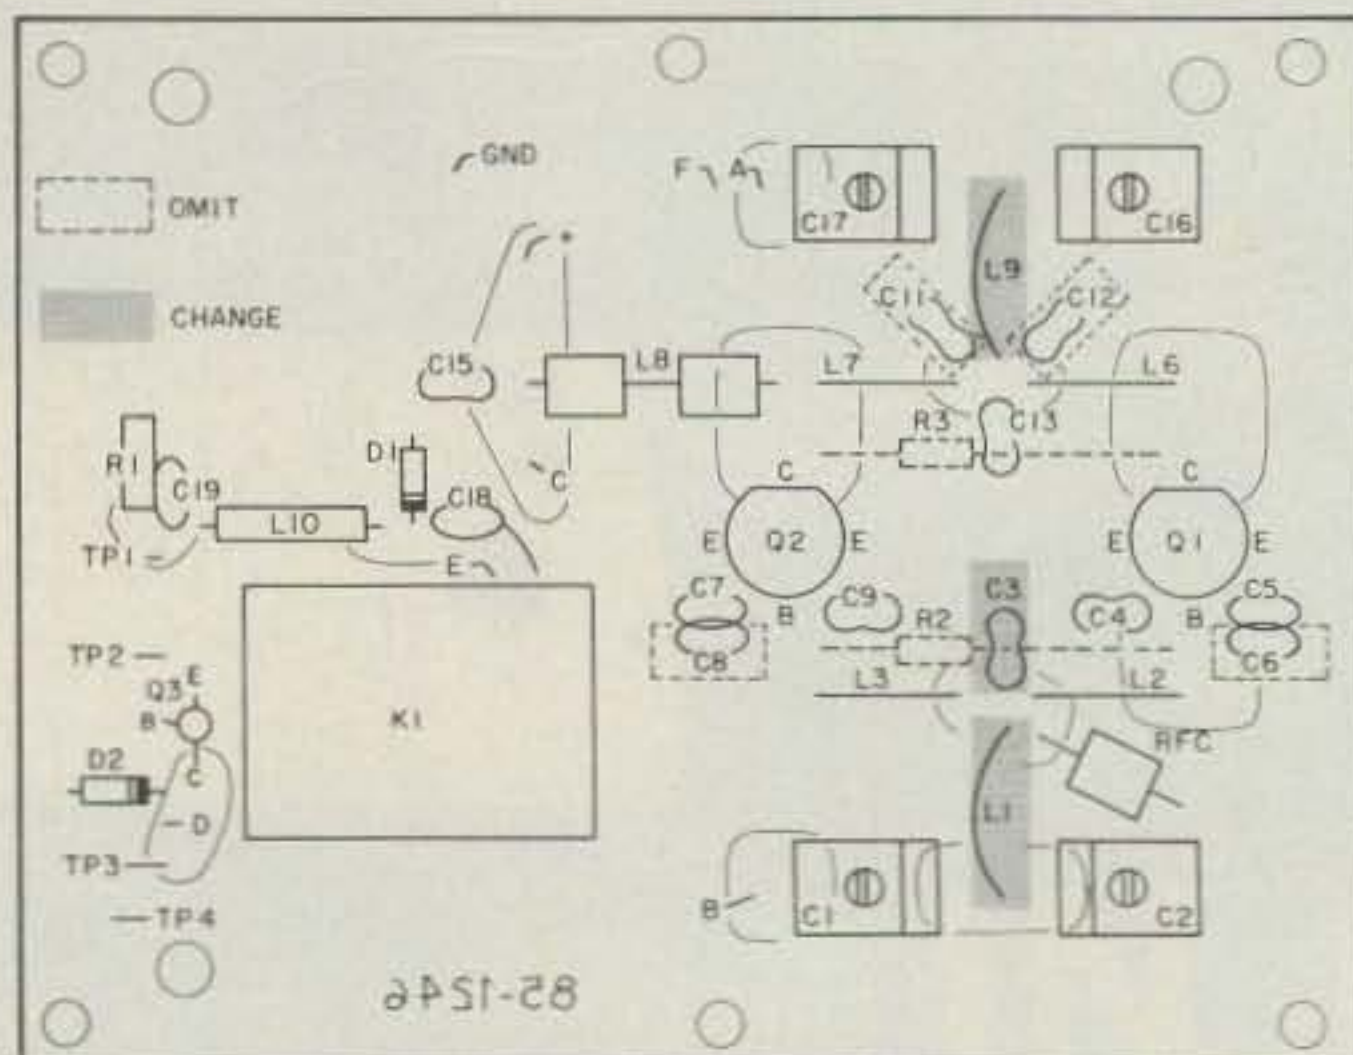 GND
F
A
C17
C16
OMIT
L9
C11
C12
CHANGE
C15
L8
L7
L6
R3
C13
D1
R1
C
C
C
C19
C18
L10
E
Q2
E
E
Q1
E
TP1
E
C7
C9
C3
C4
C5
B
B
R2
C8
C6
TP2
E
Q3
L3
L2
B
K1
RFC
D2
C
L1
D
TP3
B
C1
C2
TP4
85-1246